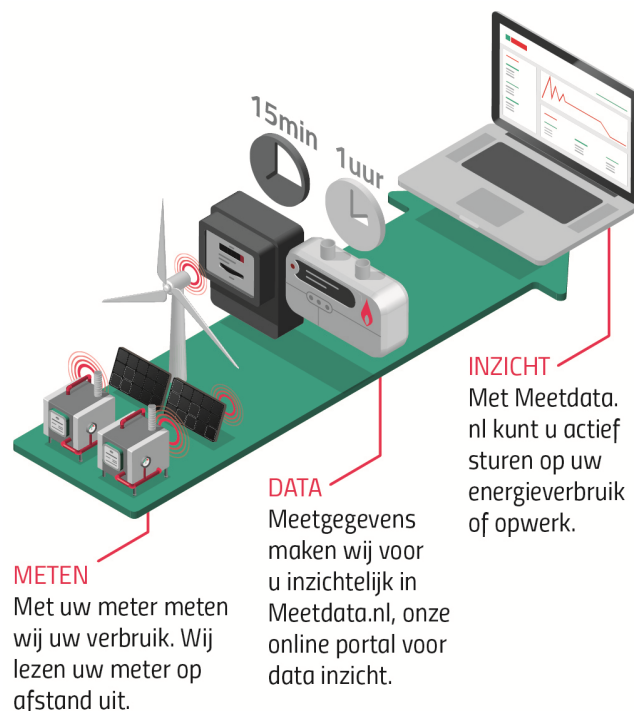 15min
1uur
INZICHT
Met Meetdata.
nl kunt u actief
sturen op uw
energieverbruik
of opwerk.
DATA
Meetgegevens
maken wij voor
u inzichtelijk in
Meetdata.nl, onze
online portal voor
data inzicht.
METEN
Met uw meter meten
wij uw verbruik. Wij
lezen uw meter op
afstand uit.